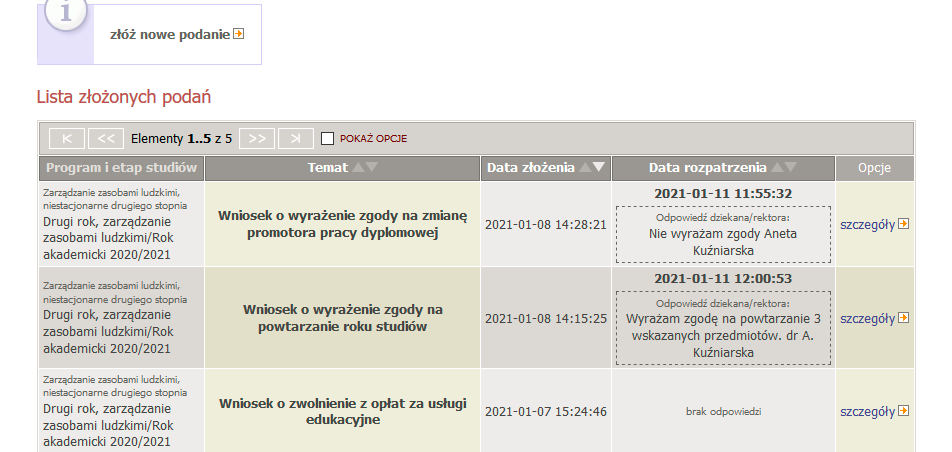 i
złóż nowe podanie
Lista złożonych podań
K << Elementy 1..5 z 5 >> >| POKAŻ OPCJE
Program i etap studiów Temat Data złożenia Data rozpatrzenia Opcje
Zarządzanie zasobami ludzkimi,
niestacjonarne drugiego stopnia
Drugi rok, zarządzanie
zasobami ludzkimi/Rok
akademicki 2020/2021
Wniosek o wyrażenie zgody na zmianę
promotora pracy dyplomowej
2021-01-08 14:28:21
2021-01-11 11:55:32
Odpowiedź dziekana/rektora:
Nie wyrażam zgody Aneta
Kuźniarska
szczegóły
Zarządzanie zasobami ludzkimi,
niestacjonarne drugiego stopnia
Drugi rok, zarządzanie
zasobami ludzkimi/Rok
akademicki 2020/2021
Wniosek o wyrażenie zgody na
powtarzanie roku studiów
2021-01-08 14:15:25
2021-01-11 12:00:53
Odpowiedź dziekana/rektora:
Wyrażam zgodę na powtarzanie 3
wskazanych przedmiotów. dr A.
Kuźniarska
szczegóły
Zarządzanie zasobami ludzkimi,
niestacjonarne drugiego stopnia
Drugi rok, zarządzanie
zasobami ludzkimi/Rok
akademicki 2020/2021
Wniosek o zwolnienie z opłat za usługi
edukacyjne
2021-01-07 15:24:46
brak odpowiedzi
szczegóły